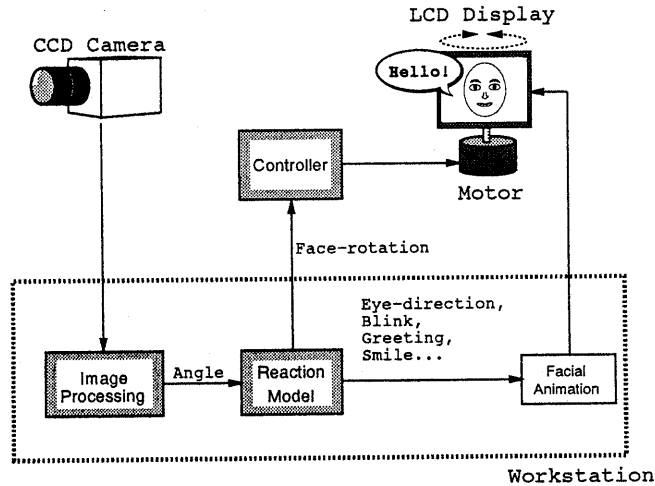 LCD Display
CCD Camera
Hello!
Controller
Motor
Face-rotation
Eye-direction,
Blink,
Greeting,
Smile...
Image
Processing
Angle
Reaction
Model
Facial
Animation
Workstation